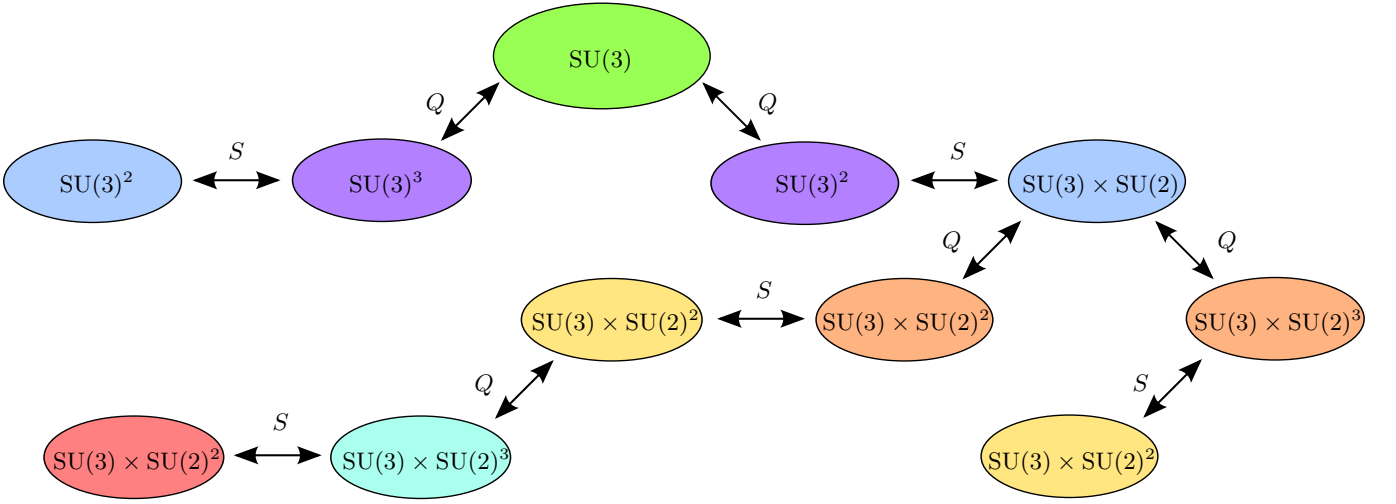 SU(3)
Q Q
SU(3)² S SU(3)³ SU(3)² S SU(3) × SU(2)
Q Q
SU(3) × SU(2)² S SU(3) × SU(2)² SU(3) × SU(2)³
Q S
SU(3) × SU(2)² S SU(3) × SU(2)³ SU(3) × SU(2)²